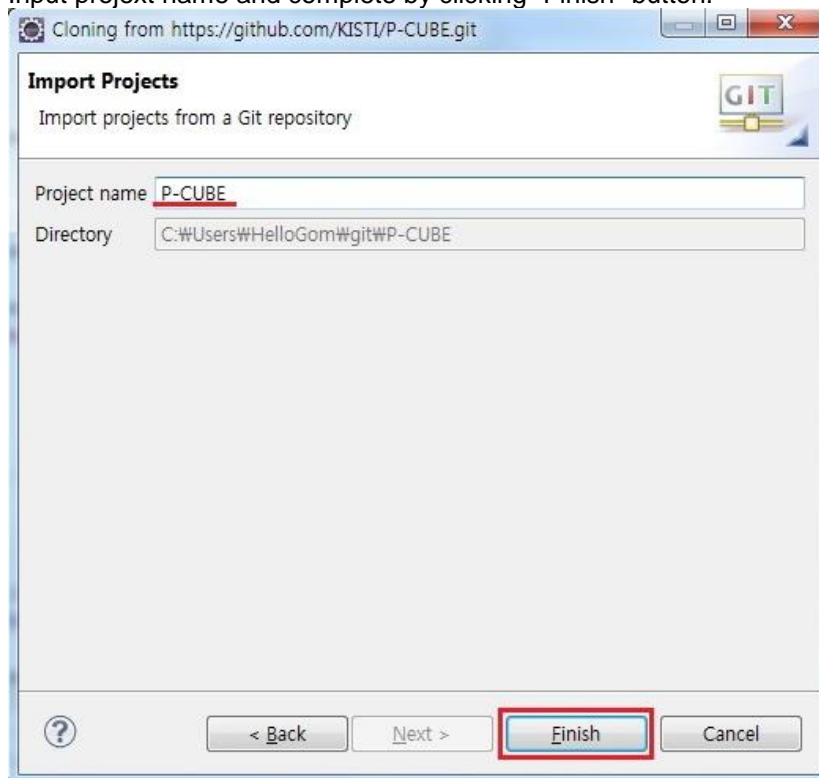 Input projext name and complete by clicking "Finish" button.
Cloning from https://github.com/KISTI/P-CUBE.git
Import Projects
Import projects from a Git repository
GIT
Project name P-CUBE
Directory C:₩Users₩HelloGom₩git₩P-CUBE
? < Back Next > Finish Cancel